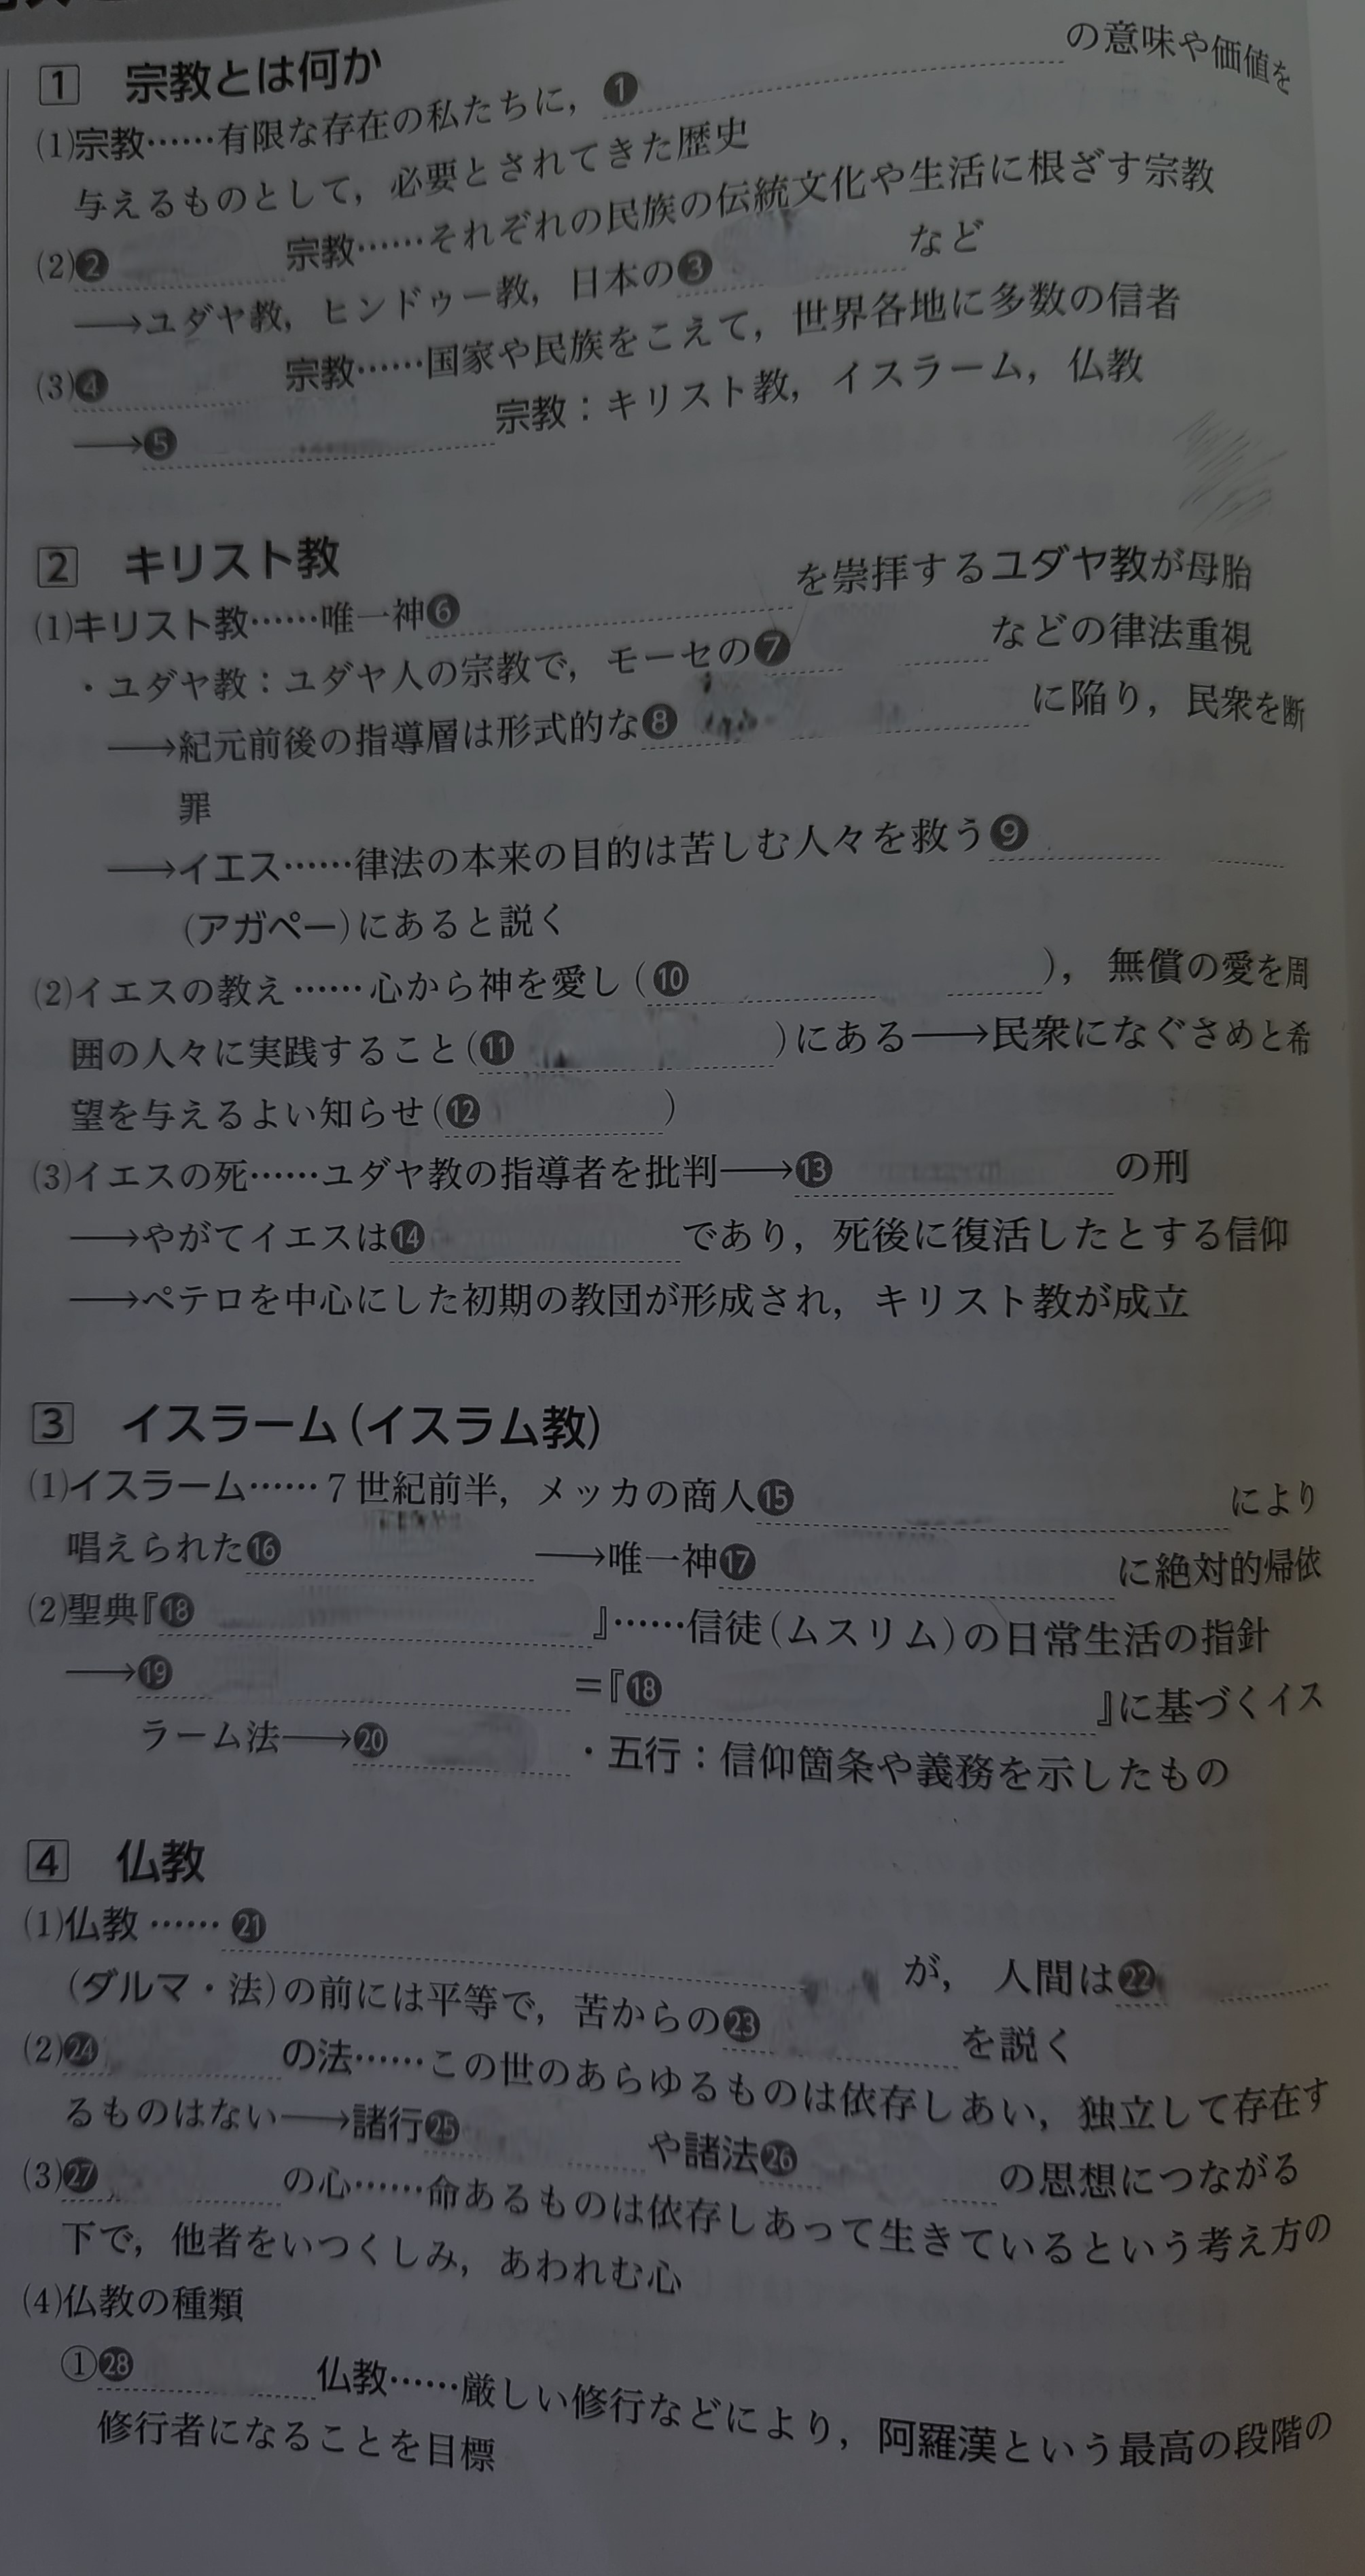 1 宗教とは何か
(1)宗教……有限な存在の私たちに，❶ の意味や価値を
与えるものとして，必要とされてきた歴史
(2)❷ 宗教……それぞれの民族の伝統文化や生活に根ざす宗教
→ユダヤ教，ヒンドゥー教，日本の❸ など
(3)❹ 宗教……国家や民族をこえて，世界各地に多数の信者
→❺ 宗教：キリスト教，イスラーム，仏教
2 キリスト教
(1)キリスト教……唯一神❻ を崇拝するユダヤ教が母胎
・ユダヤ教：ユダヤ人の宗教で，モーセの❼ などの律法重視
→紀元前後の指導層は形式的な❽ に陥り，民衆を断
罪
→イエス……律法の本来の目的は苦しむ人々を救う❾
(アガペー)にあると説く
(2)イエスの教え……心から神を愛し(❿ )，無償の愛を周
囲の人々に実践すること(⓫ )にある→民衆になぐさめと希
望を与えるよい知らせ(⓬ )
(3)イエスの死……ユダヤ教の指導者を批判→⓭ の刑
→やがてイエスは⓮ であり，死後に復活したとする信仰
→ペテロを中心にした初期の教団が形成され，キリスト教が成立
3 イスラーム(イスラム教)
(1)イスラーム……7世紀前半，メッカの商人⓯ により
唱えられた⓰ →唯一神⓱ に絶対的帰依
(2)聖典『⓲ 』……信徒(ムスリム)の日常生活の指針
→⓳ ＝『⓲ 』に基づくイス
ラーム法→⓴ ・五行：信仰箇条や義務を示したもの
4 仏教
(1)仏教……㉑ が，人間は㉒
(ダルマ・法)の前には平等で，苦からの㉓ を説く
(2)㉔ の法……この世のあらゆるものは依存しあい，独立して存在す
るものはない→諸行㉕ や諸法㉖ の思想につながる
(3)㉗ の心……命あるものは依存しあって生きているという考え方の
下で，他者をいつくしみ，あわれむ心
(4)仏教の種類
①㉘ 仏教……厳しい修行などにより，阿羅漢という最高の段階の
修行者になることを目標